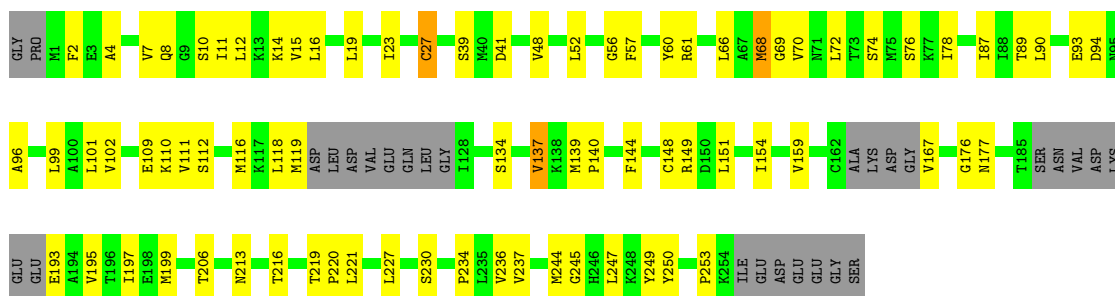 GLY PRO M1 F2 E3 A4 V7 Q8 G9 S10 I11 L12 K13 K14 V15 L16 L19 I23 C27 S39 M40 D41 V48 L52 G56 F57 Y60 R61 L66 A67 M68 G69 V70 N71 L72 T73 S74 M75 S76 K77 I78 I87 I88 T89 L90 E93 D94 N95
A96 L99 A100 L101 V102 E109 K110 V111 S112 M116 K117 L118 M119 ASP LEU ASP VAL GLU GLN LEU GLY I128 S134 V137 K138 M139 P140 F144 C148 R149 D150 L151 I154 V159 C162 ALA LYS ASP GLY V167 G176 N177 T185 SER ASN VAL ASP LYS
GLU GLU E193 A194 V195 T196 I197 E198 M199 T206 N213 T216 T219 P220 L221 L227 S230 P234 L235 V236 V237 M244 G245 H246 L247 K248 Y249 Y250 P253 K254 ILE GLU ASP GLU GLU GLY SER